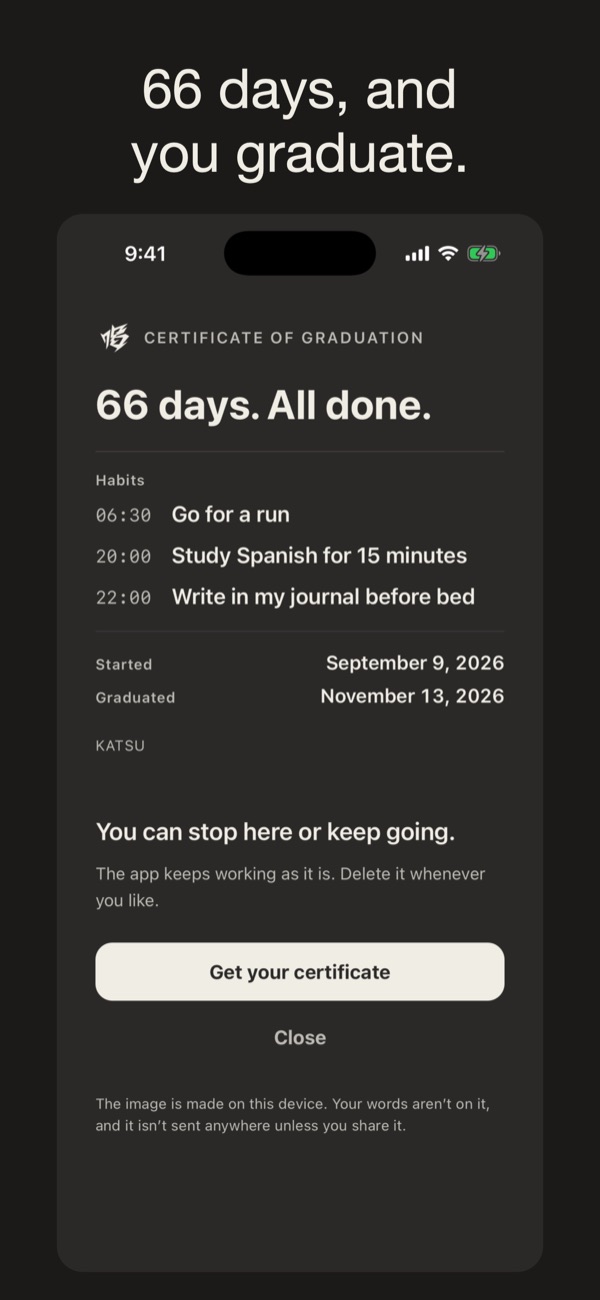 66 days, and
you graduate.
9:41
CERTIFICATE OF GRADUATION
66 days. All done.
Habits
06:30 Go for a run
20:00 Study Spanish for 15 minutes
22:00 Write in my journal before bed
Started September 9, 2026
Graduated November 13, 2026
KATSU
You can stop here or keep going.
The app keeps working as it is. Delete it whenever
you like.
Get your certificate
Close
The image is made on this device. Your words aren’t on it,
and it isn’t sent anywhere unless you share it.